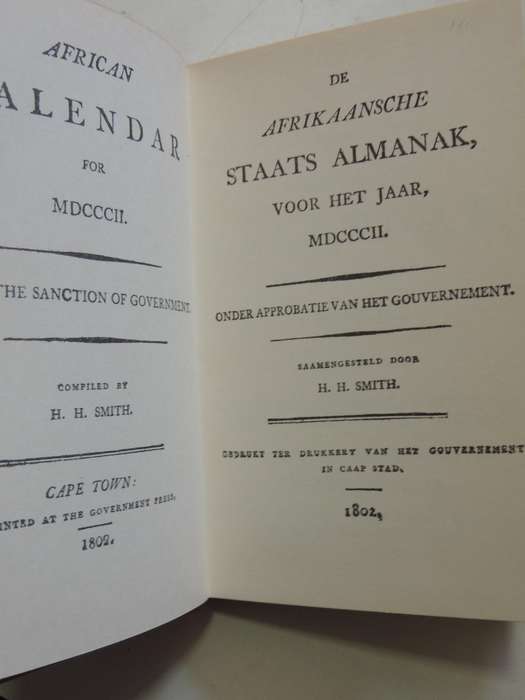 AFRICAN
ALENDAR
FOR
MDCCCII.
THE SANCTION OF GOVERNMENT.
COMPILED BY
H. H. SMITH.
CAPE TOWN:
INTED AT THE GOVERNMENT PRESS,
1802.
DE
AFRIKAANSCHE
STAATS ALMANAK,
VOOR HET JAAR,
MDCCCII.
ONDER APPROBATIE VAN HET GOUVERNEMENT.
SAAMENGESTELD DOOR
H. H. SMITH.
GEDRUKT TER DRUKKERY VAN HET GOUVERNEMENT
IN CAAP STAD,
1802,